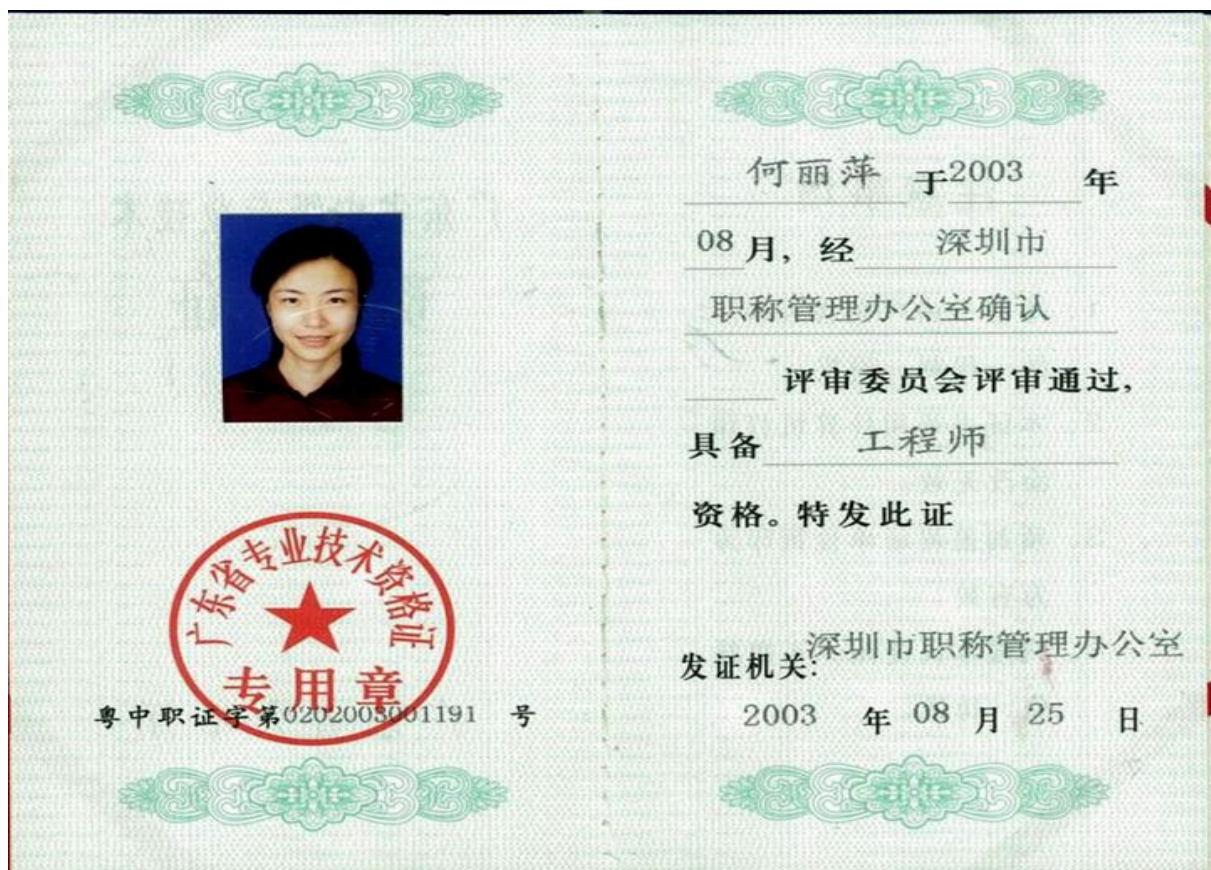 广东省专业技术资格证
专用章
粤中职证字第0202003001191 号
何丽萍 于2003 年
08月，经 深圳市
职称管理办公室确认
评审委员会评审通过，
具备 工程师
资格。特发此证
发证机关：深圳市职称管理办公室
2003 年 08 月 25 日